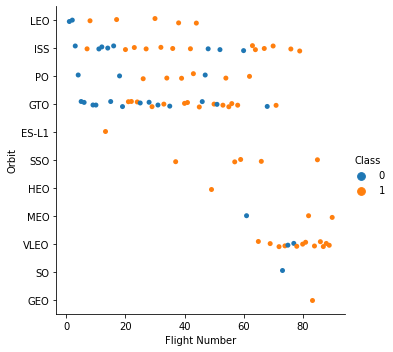 LEO
ISS
PO
GTO
ES-L1
SSO
HEO
MEO
VLEO
SO
GEO
Orbit
0 20 40 60 80
Flight Number
Class
0
1